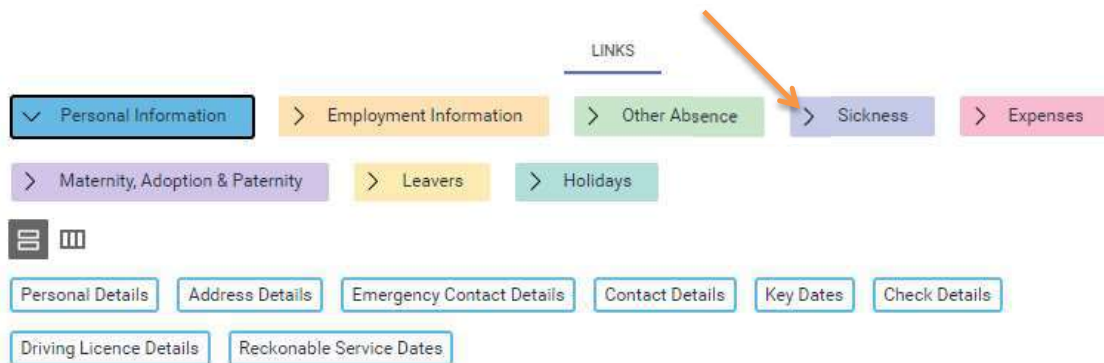 LINKS
Personal Information Employment Information Other Absence Sickness Expenses
Maternity, Adoption & Paternity Leavers Holidays
Personal Details Address Details Emergency Contact Details Contact Details Key Dates Check Details
Driving Licence Details Reckonable Service Dates